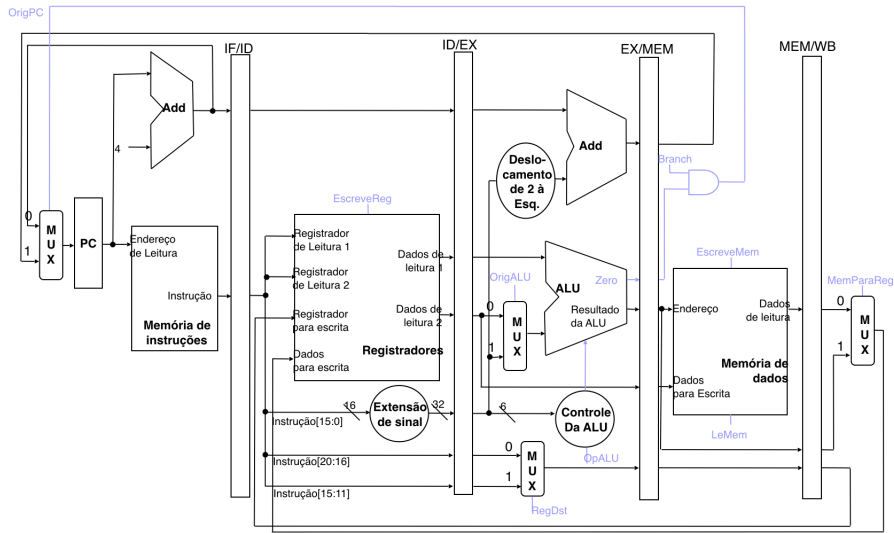 OrigPC
IF/ID
ID/EX
EX/MEM
MEM/WB
Add
4
Add
Deslo-
camento
de 2 à
Esq.
Branch
EscreveReg
0
1
M
U
X
PC
Endereço
de Leitura
Instrução
Memória de
instruções
Registrador
de Leitura 1
Registrador
de Leitura 2
Registrador
para escrita
Dados
para escrita
Dados de
leitura 1
Dados de
leitura 2
Registradores
OrigALU
0
1
M
U
X
ALU
Zero
Resultado
da ALU
EscreveMem
Endereço
Dados
de leitura
Memória de
dados
Dados
para Escrita
LeMem
MemParaReg
0
1
M
U
X
16
Extensão
de sinal
32
6
Controle
Da ALU
OpALU
Instrução[15:0]
Instrução[20:16]
Instrução[15:11]
0
1
M
U
X
RegDst